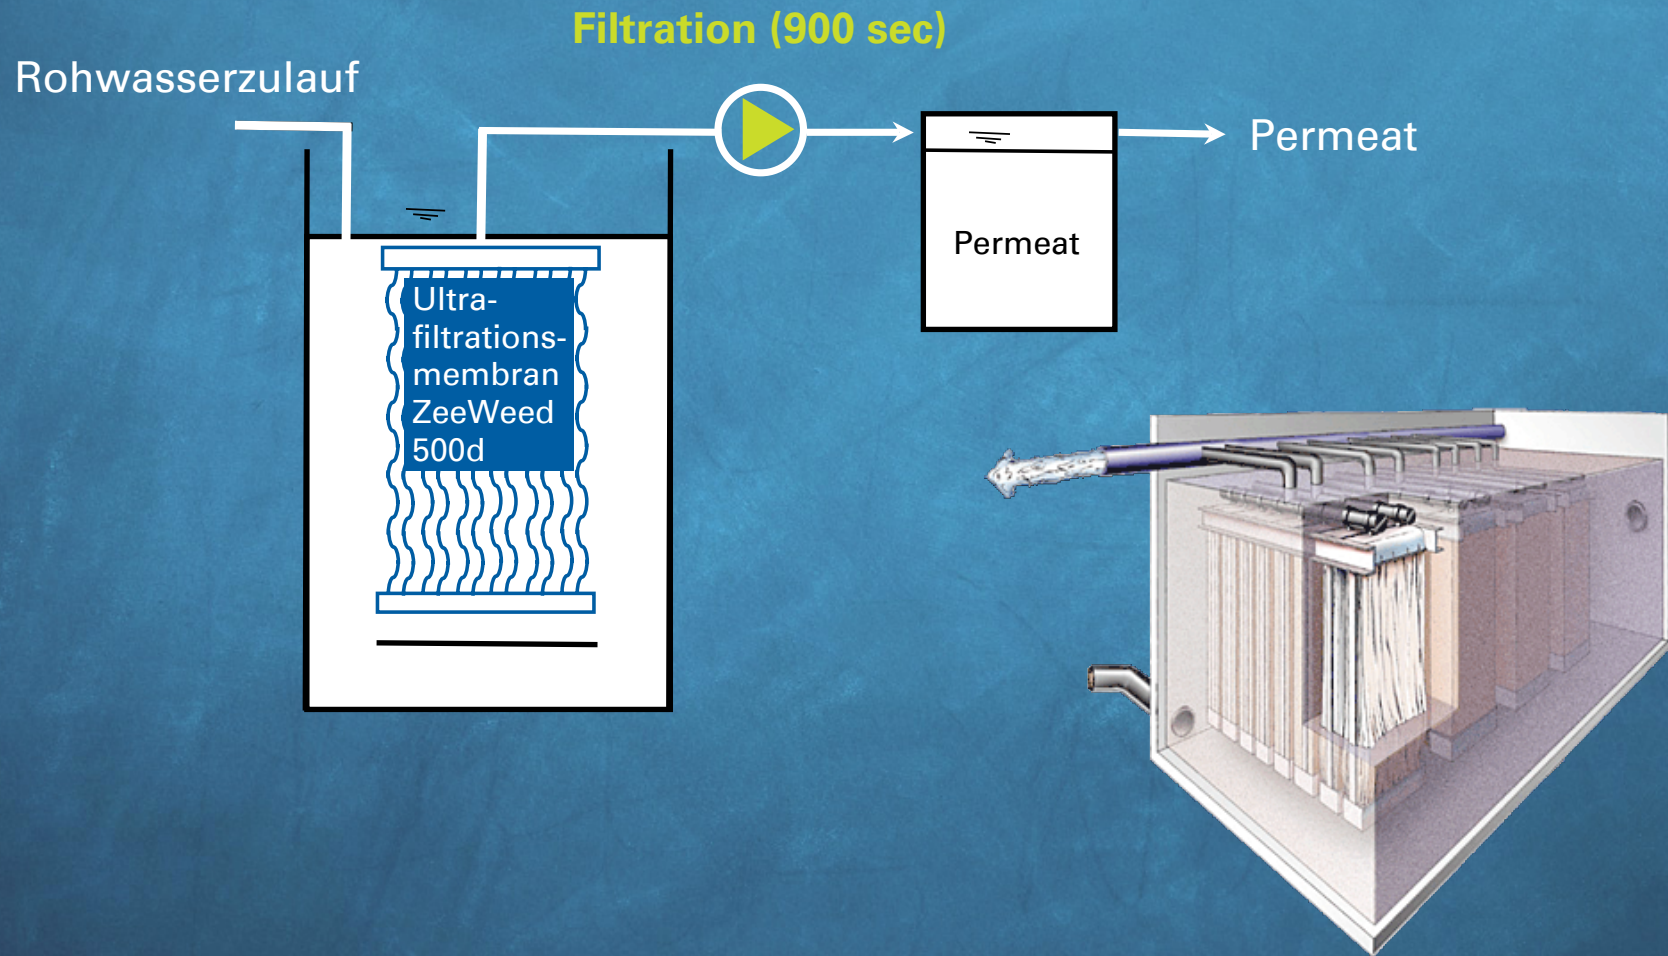 Filtration (900 sec)
Rohwasserzulauf
Permeat
Permeat
Ultra-
filtrations-
membran
ZeeWeed
500d